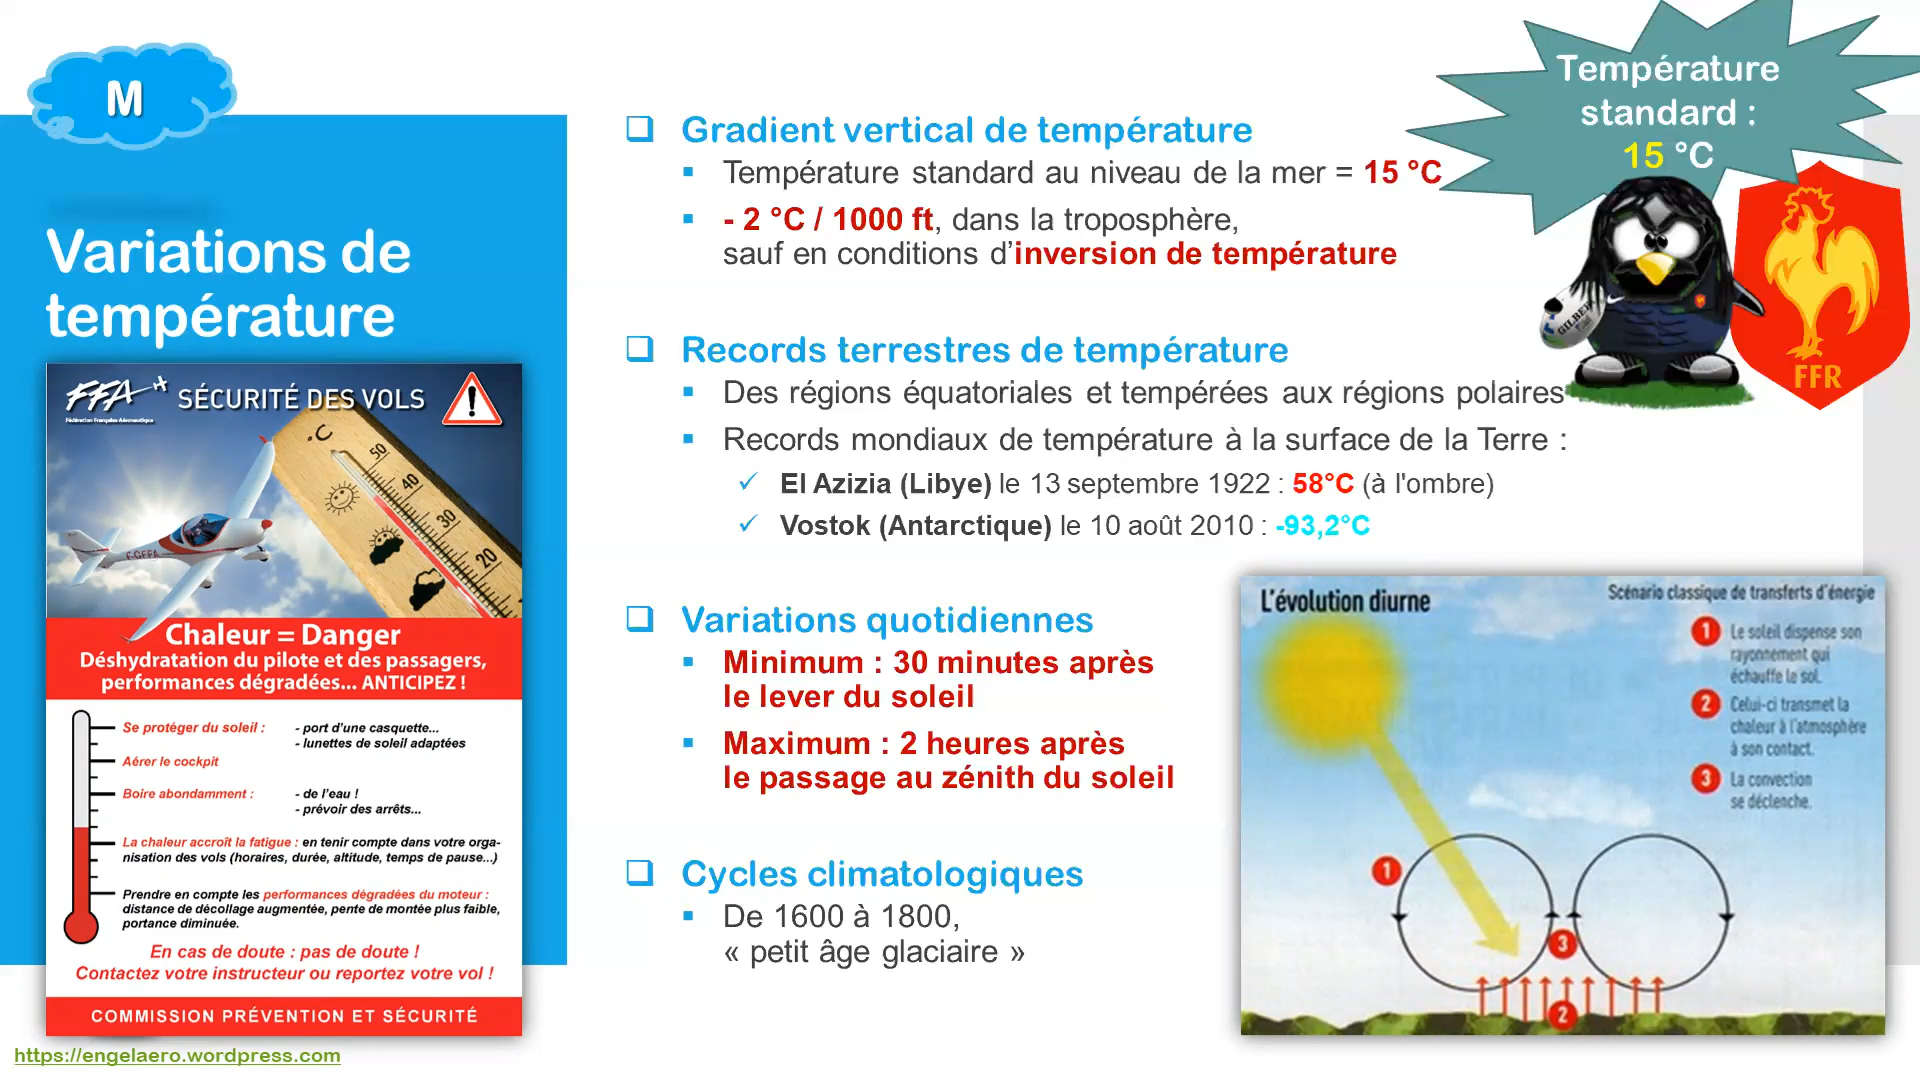 M
Variations de
température
FFA
Fédération Française Aéronautique
SÉCURITÉ DES VOLS
!
°C
50
40
30
20
F-GFFA
Chaleur = Danger
Déshydratation du pilote et des passagers,
performances dégradées... ANTICIPEZ !
Se protéger du soleil : - port d'une casquette...
- lunettes de soleil adaptées
Aérer le cockpit
Boire abondamment : - de l'eau !
- prévoir des arrêts...
La chaleur accroît la fatigue : en tenir compte dans votre orga-
nisation des vols (horaires, durée, altitude, temps de pause...)
Prendre en compte les performances dégradées du moteur :
distance de décollage augmentée, pente de montée plus faible,
portance diminuée.
En cas de doute : pas de doute !
Contactez votre instructeur ou reportez votre vol !
COMMISSION PRÉVENTION ET SÉCURITÉ
https://engelaero.wordpress.com
Gradient vertical de température
Température standard au niveau de la mer = 15 °C
- 2 °C / 1000 ft, dans la troposphère,
sauf en conditions d'inversion de température
Records terrestres de température
Des régions équatoriales et tempérées aux régions polaires
Records mondiaux de température à la surface de la Terre :
El Azizia (Libye) le 13 septembre 1922 : 58°C (à l'ombre)
Vostok (Antarctique) le 10 août 2010 : -93,2°C
Variations quotidiennes
Minimum : 30 minutes après
le lever du soleil
Maximum : 2 heures après
le passage au zénith du soleil
Cycles climatologiques
De 1600 à 1800,
« petit âge glaciaire »
Température
standard :
15 °C
GILBERT
FFR
L'évolution diurne
Scénario classique de transferts d'énergie
1 Le soleil dispense son
rayonnement qui
échauffe le sol.
2 Celui-ci transmet la
chaleur à l'atmosphère
à son contact.
3 La convection
se déclenche.
1
3
2